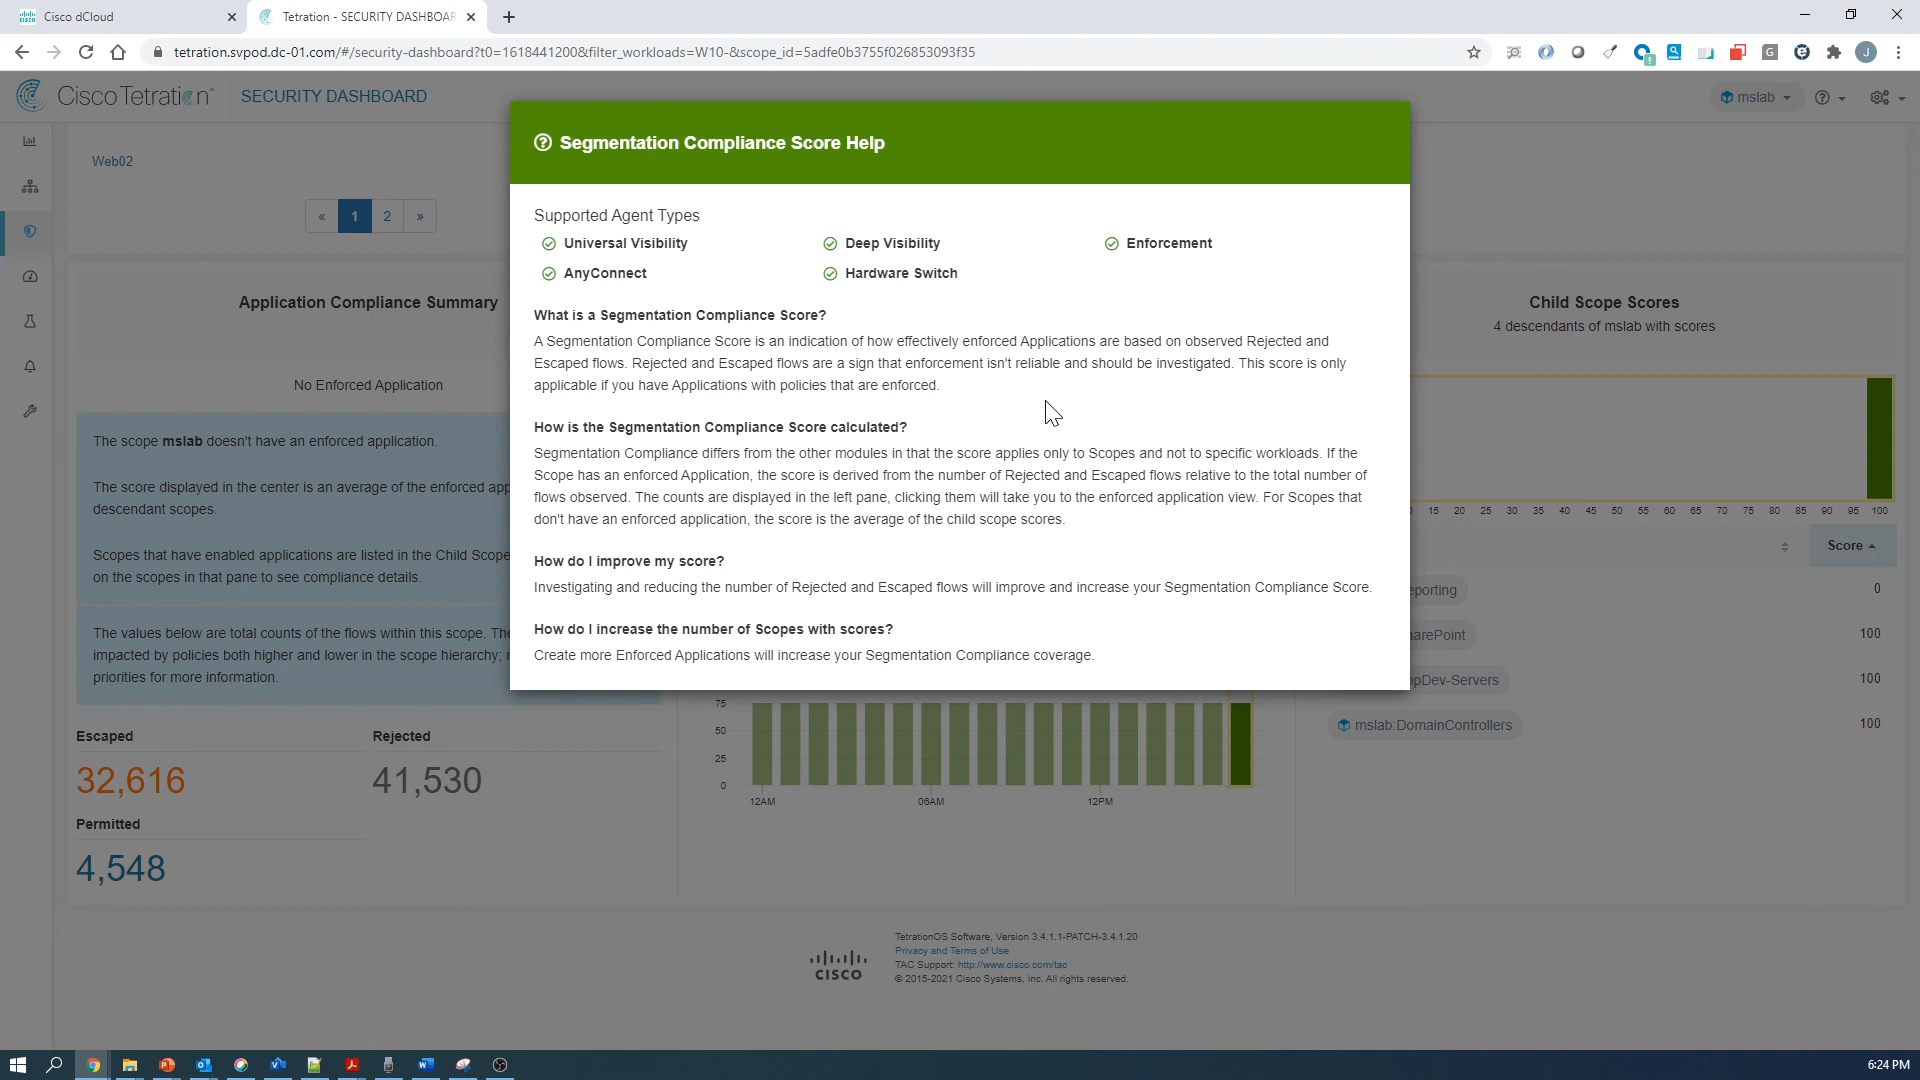 Cisco dCloud
Tetration - SECURITY DASHBOAR
tetration.svpod.dc-01.com/#/security-dashboard?t0=1618441200&filter_workloads=W10-&scope_id=5adfe0b3755f026853093f35
Cisco Tetration™
SECURITY DASHBOARD
mslab
Web02
«
1
2
»
Segmentation Compliance Score Help
Supported Agent Types
Universal Visibility
Deep Visibility
Enforcement
AnyConnect
Hardware Switch
What is a Segmentation Compliance Score?
A Segmentation Compliance Score is an indication of how effectively enforced Applications are based on observed Rejected and
Escaped flows. Rejected and Escaped flows are a sign that enforcement isn't reliable and should be investigated. This score is only
applicable if you have Applications with policies that are enforced.
How is the Segmentation Compliance Score calculated?
Segmentation Compliance differs from the other modules in that the score applies only to Scopes and not to specific workloads. If the
Scope has an enforced Application, the score is derived from the number of Rejected and Escaped flows relative to the total number of
flows observed. The counts are displayed in the left pane, clicking them will take you to the enforced application view. For Scopes that
don't have an enforced application, the score is the average of the child scope scores.
How do I improve my score?
Investigating and reducing the number of Rejected and Escaped flows will improve and increase your Segmentation Compliance Score.
How do I increase the number of Scopes with scores?
Create more Enforced Applications will increase your Segmentation Compliance coverage.
Application Compliance Summary
No Enforced Application
The scope mslab doesn't have an enforced application.
The score displayed in the center is an average of the enforced app
descendant scopes.
Scopes that have enabled applications are listed in the Child Scope
on the scopes in that pane to see compliance details.
The values below are total counts of the flows within this scope. The
impacted by policies both higher and lower in the scope hierarchy;
priorities for more information.
Escaped
Rejected
32,616
41,530
Permitted
4,548
75
50
25
0
12AM
06AM
12PM
Child Scope Scores
4 descendants of mslab with scores
15 20 25 30 35 40 45 50 55 60 65 70 75 80 85 90 95 100
Score
eporting
0
arePoint
100
pDev-Servers
100
mslab:DomainControllers
100
CISCO
TetrationOS Software, Version 3.4.1.1-PATCH-3.4.1.20
Privacy and Terms of Use
TAC Support: http://www.cisco.com/tac
© 2015-2021 Cisco Systems, Inc. All rights reserved.
6:24 PM